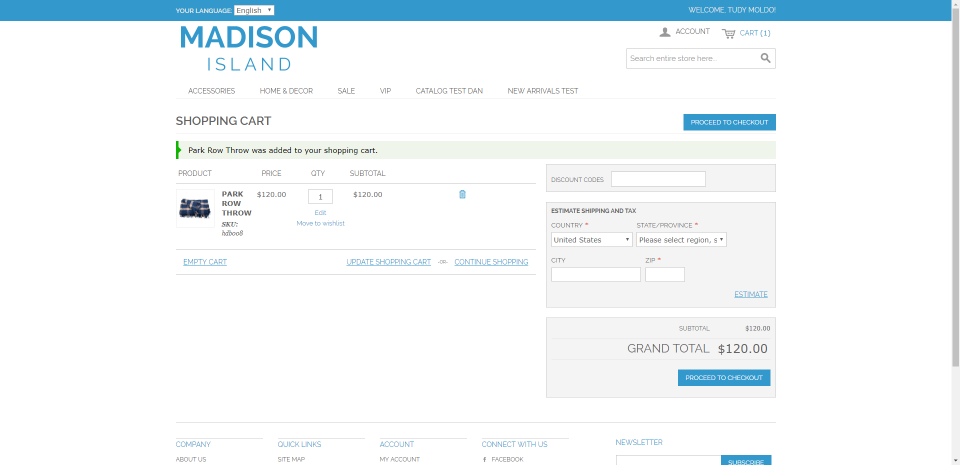 YOUR LANGUAGE: English
WELCOME, TUDY MOLDO!
MADISON
ISLAND
ACCOUNT
CART (1)
Search entire store here...
ACCESSORIES HOME & DECOR SALE VIP CATALOG TEST DAN NEW ARRIVALS TEST
SHOPPING CART
PROCEED TO CHECKOUT
Park Row Throw was added to your shopping cart.
PRODUCT PRICE QTY SUBTOTAL
PARK ROW THROW
SKU: hdb008
$120.00
1
Edit
Move to wishlist
$120.00
EMPTY CART
UPDATE SHOPPING CART -OR- CONTINUE SHOPPING
DISCOUNT CODES
ESTIMATE SHIPPING AND TAX
COUNTRY * STATE/PROVINCE *
United States Please select region, s
CITY ZIP *
ESTIMATE
SUBTOTAL $120.00
GRAND TOTAL $120.00
PROCEED TO CHECKOUT
COMPANY
ABOUT US
QUICK LINKS
SITE MAP
ACCOUNT
MY ACCOUNT
CONNECT WITH US
FACEBOOK
NEWSLETTER
SUBSCRIBE